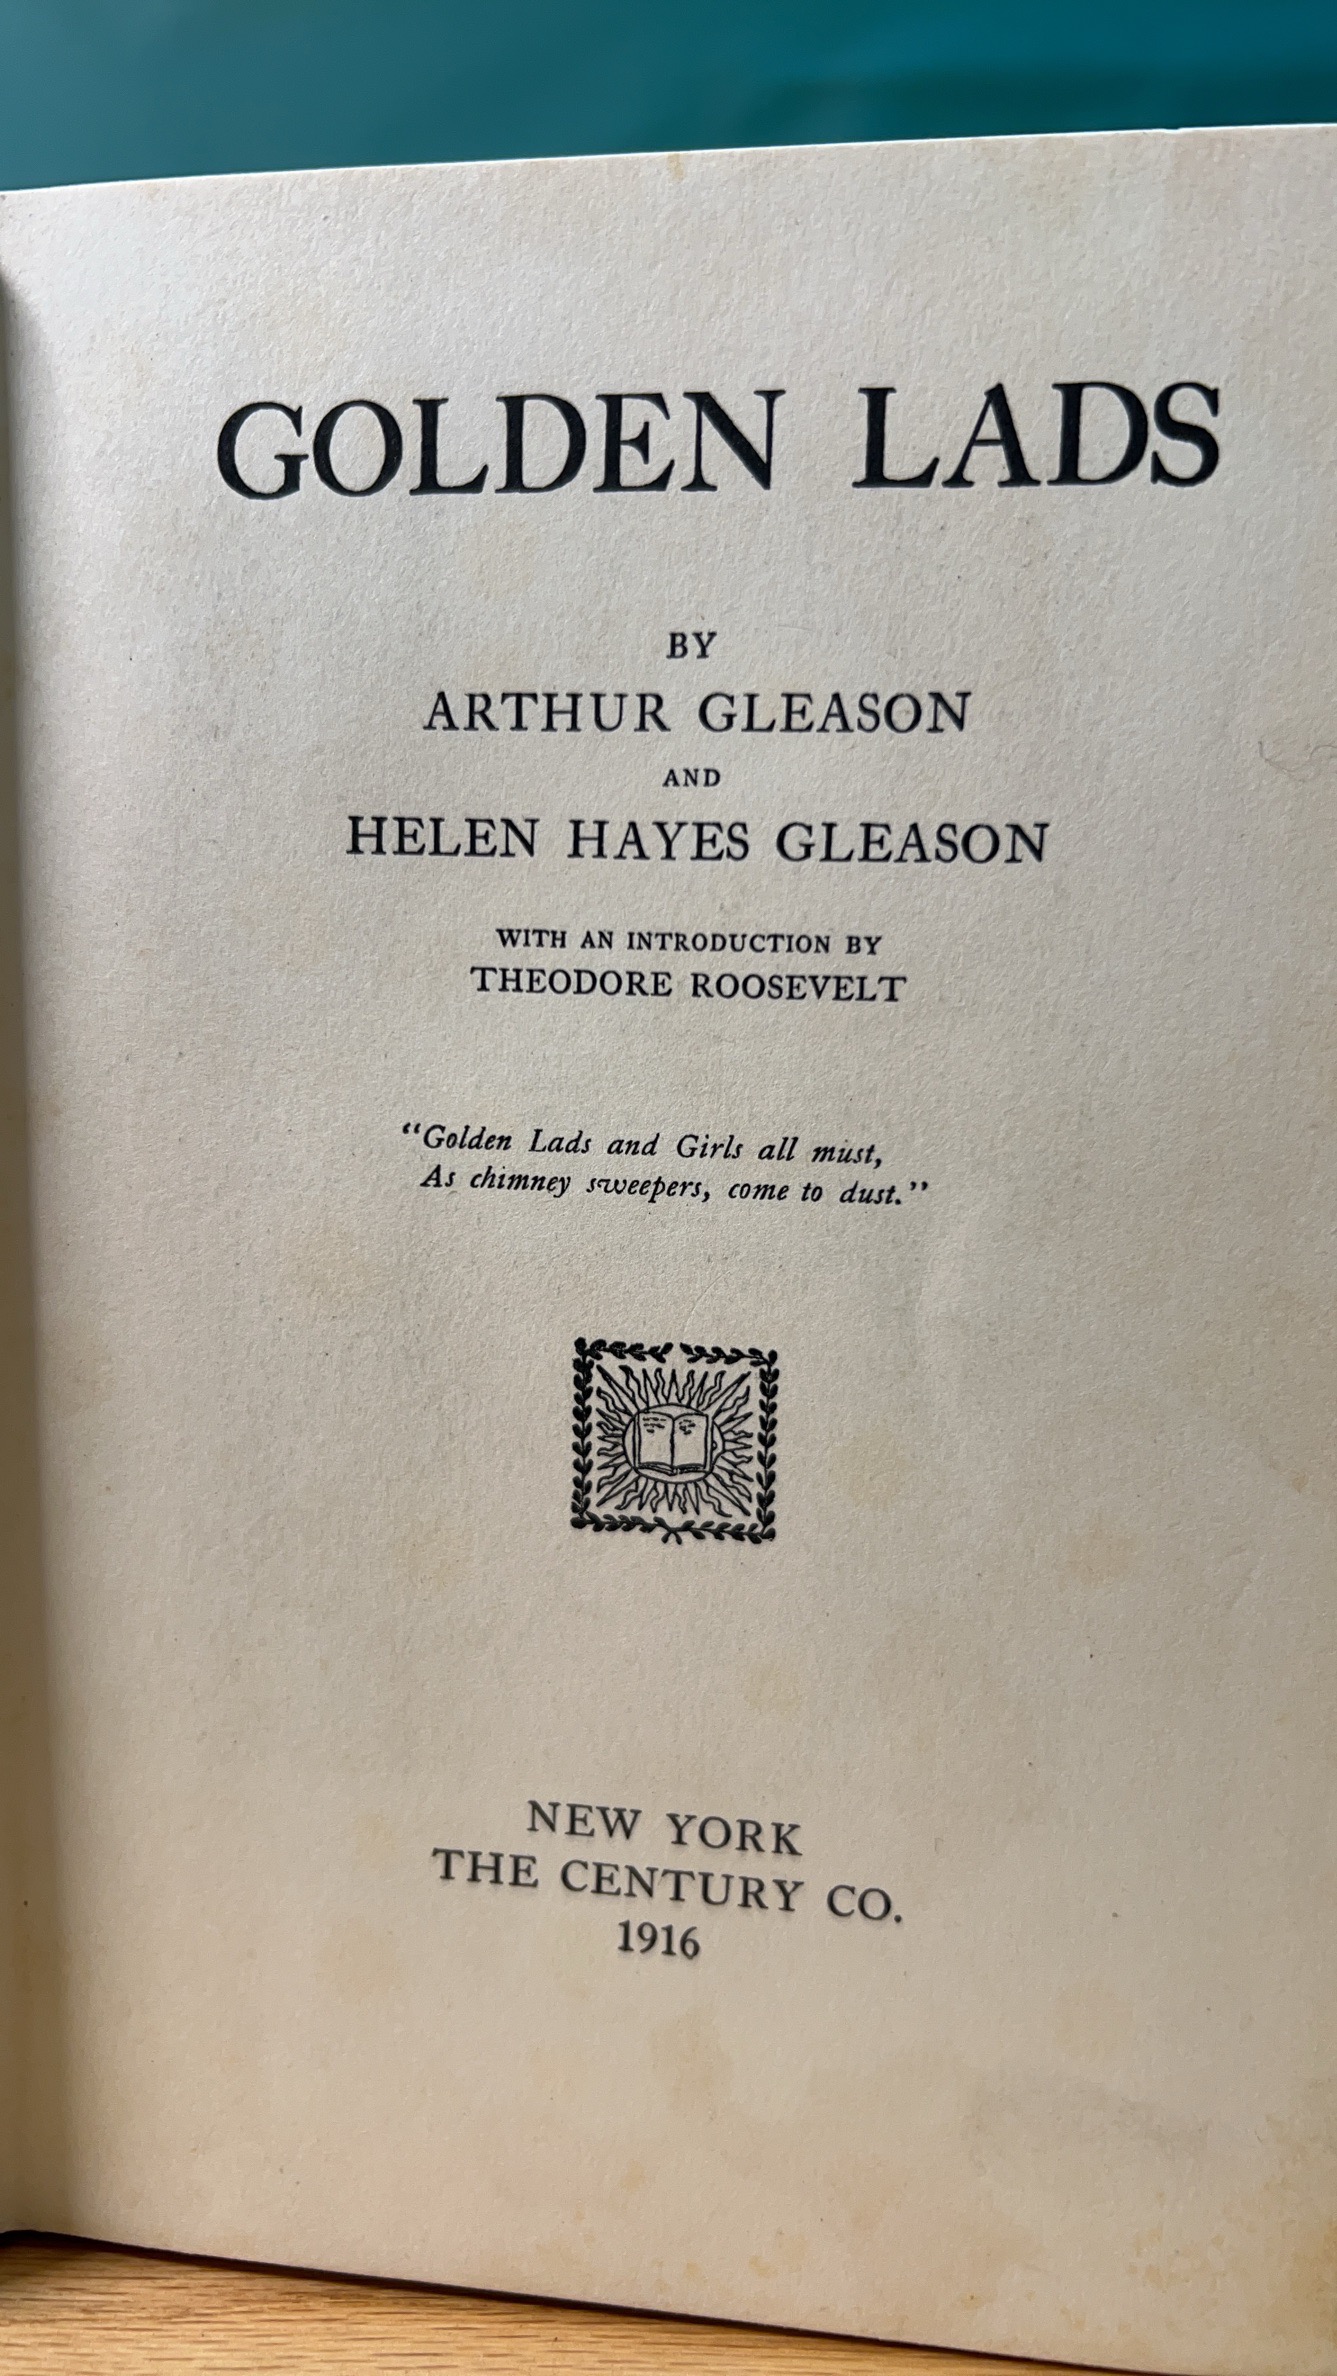 GOLDEN LADS
BY
ARTHUR GLEASON
AND
HELEN HAYES GLEASON
WITH AN INTRODUCTION BY
THEODORE ROOSEVELT
“Golden Lads and Girls all must,
As chimney sweepers, come to dust.”
NEW YORK
THE CENTURY CO.
1916